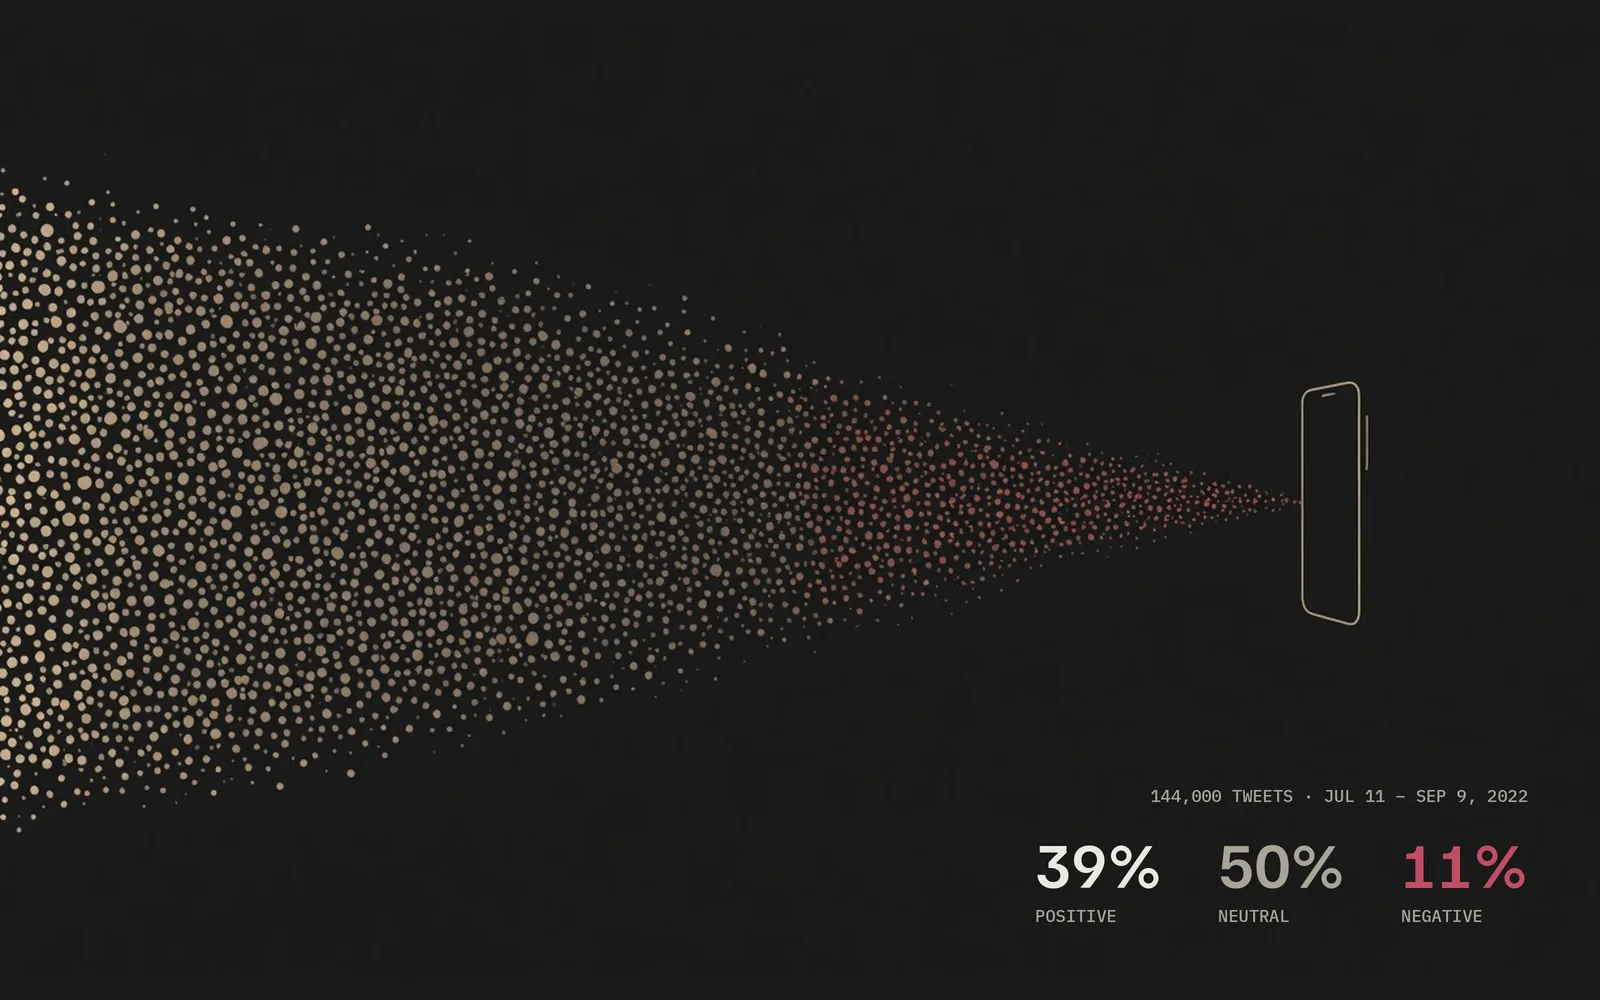 144,000 TWEETS · JUL 11 – SEP 9, 2022
39% 50% 11%
POSITIVE NEUTRAL NEGATIVE